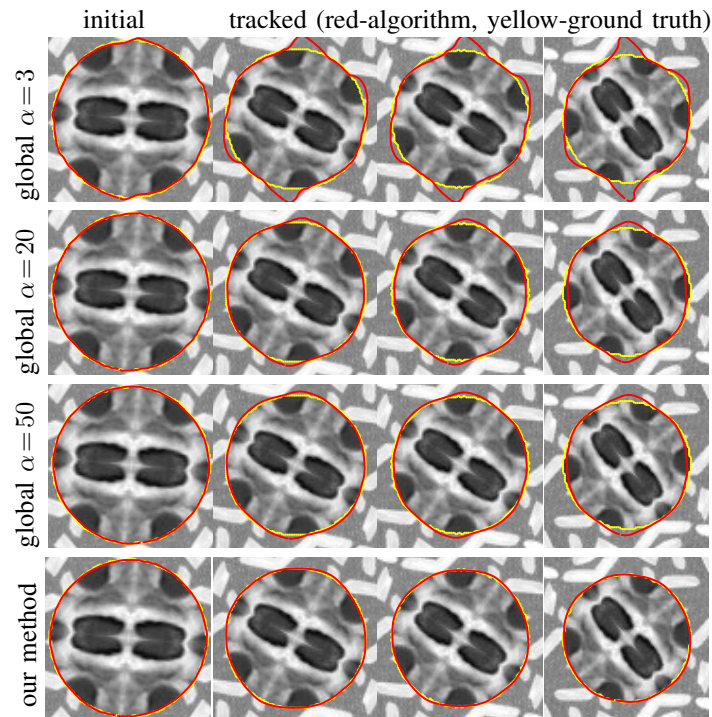 initial
tracked (red-algorithm, yellow-ground truth)
global α = 3
global α = 20
global α = 50
our method